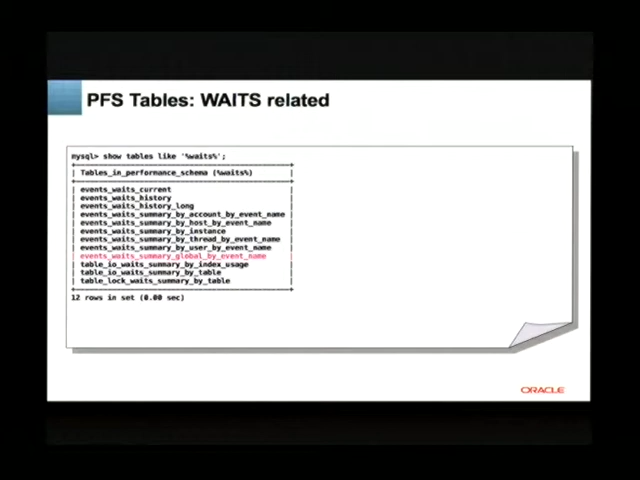 PFS Tables: WAITS related
mysql> show tables like '%waits%';
| Tables_in_performance_schema (%waits%) |
| events_waits_current |
| events_waits_history |
| events_waits_history_long |
| events_waits_summary_by_account_by_event_name |
| events_waits_summary_by_host_by_event_name |
| events_waits_summary_by_instance |
| events_waits_summary_by_thread_by_event_name |
| events_waits_summary_by_user_by_event_name |
| events_waits_summary_global_by_event_name |
| table_io_waits_summary_by_index_usage |
| table_io_waits_summary_by_table |
| table_lock_waits_summary_by_table |
12 rows in set (0.00 sec)
ORACLE